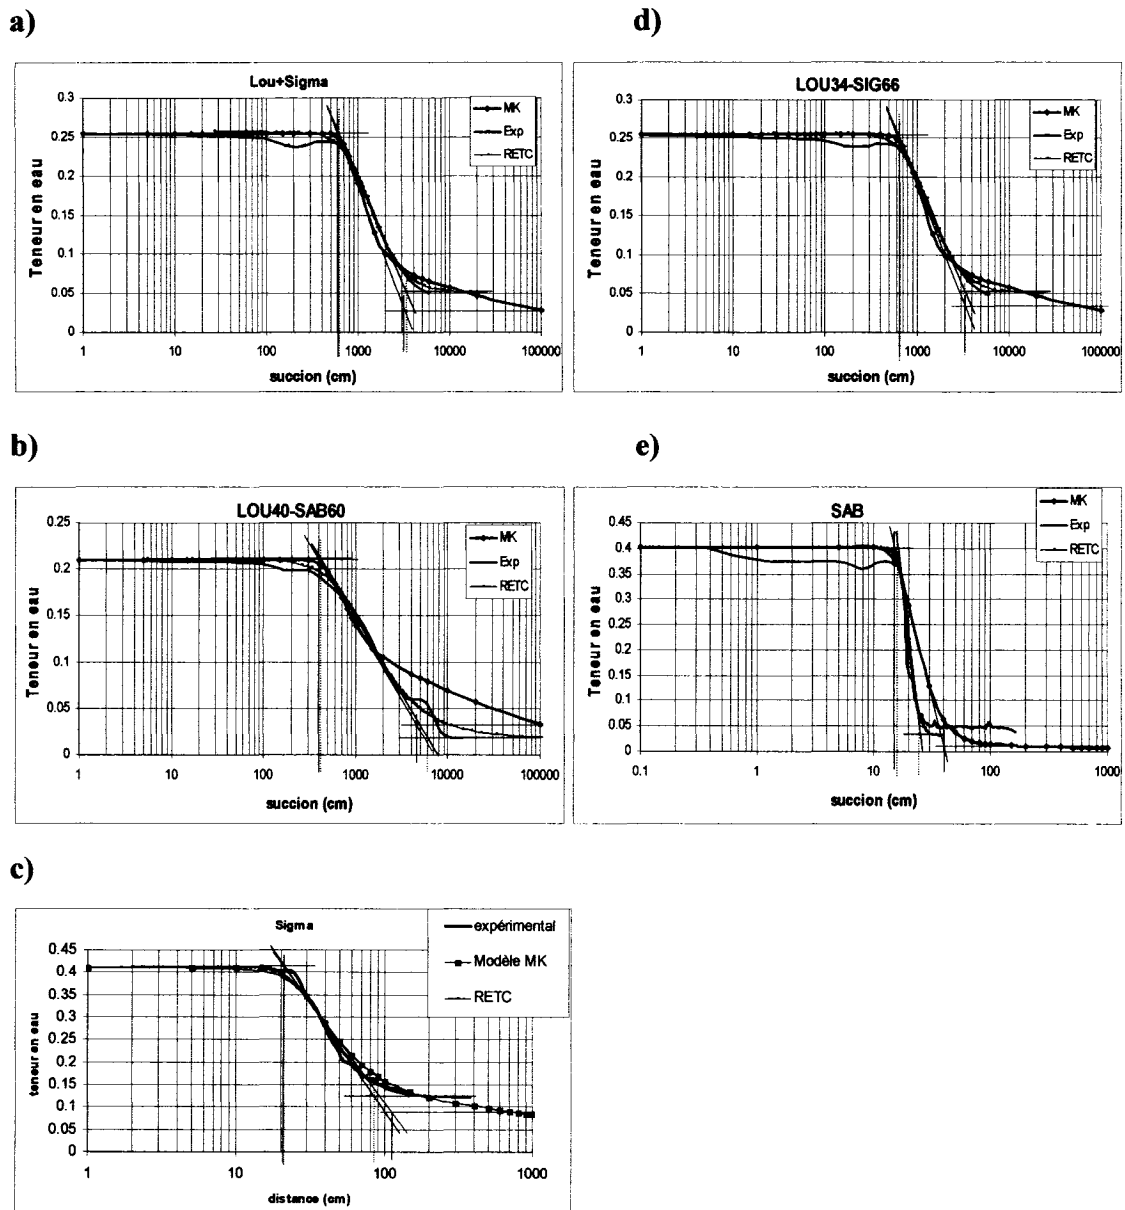 a)
Lou+Sigma
Teneur en eau
0.3
0.25
0.2
0.15
0.1
0.05
0
1 10 100 1000 10000 100000
succion (cm)
MK
Exp
RETC
d)
LOU34-SIG66
Teneur en eau
0.3
0.25
0.2
0.15
0.1
0.05
0
1 10 100 1000 10000 100000
succion (cm)
MK
Exp
RETC
b)
LOU40-SAB60
Teneur en eau
0.25
0.2
0.15
0.1
0.05
0
1 10 100 1000 10000 100000
succion (cm)
MK
Exp
RETC
e)
SAB
Teneur en eau
0.45
0.4
0.35
0.3
0.25
0.2
0.15
0.1
0.05
0
0.1 1 10 100 1000
succion (cm)
MK
Exp
RETC
c)
Sigma
teneur en eau
0.45
0.4
0.35
0.3
0.25
0.2
0.15
0.1
0.05
0
1 10 100 1000
distance (cm)
expérimental
Modèle MK
RETC